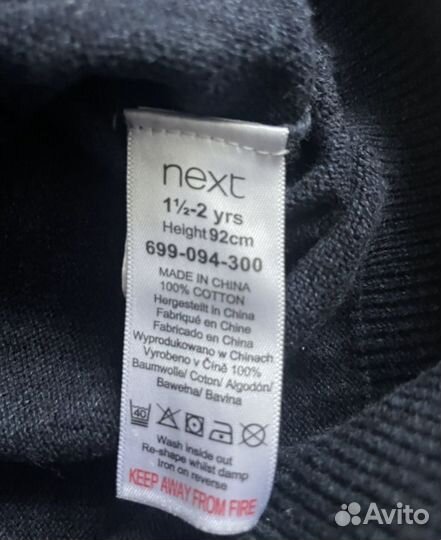 next
1½-2 yrs
Height 92cm
699-094-300
MADE IN CHINA
100% COTTON
Hergestellt in China
Fabriqué en Chine
Fabricado en China
Wyprodukowano w Chinach
Vyrobeno v Číně 100%
Baumwolle/ Coton/ Algodón/
Bawełna/ Bavlna
40
Wash inside out
Re-shape whilst damp
Iron on reverse
KEEP AWAY FROM FIRE
Avito